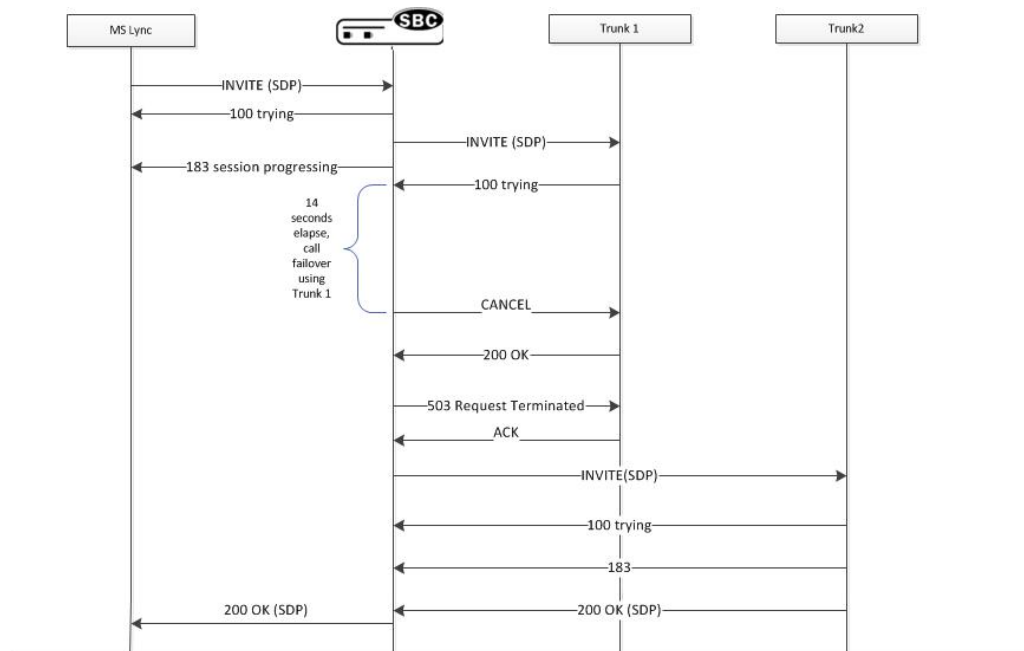 MS Lync
SBC
Trunk 1
Trunk2
INVITE (SDP)
100 trying
INVITE (SDP)
183 session progressing
100 trying
14
seconds
elapse,
call
failover
using
Trunk 1
CANCEL
200 OK
503 Request Terminated
ACK
INVITE(SDP)
100 trying
183
200 OK (SDP)
200 OK (SDP)